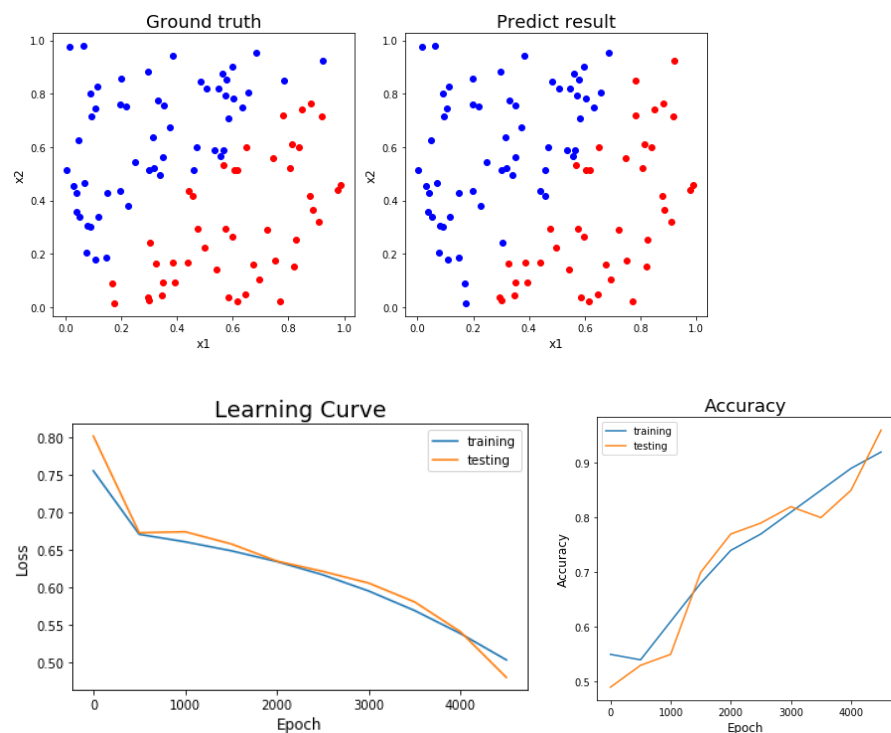 Ground truth
1.0
0.8
0.6
0.4
0.2
0.0
x2
0.0 0.2 0.4 0.6 0.8 1.0
x1
Predict result
1.0
0.8
0.6
0.4
0.2
0.0
x2
0.0 0.2 0.4 0.6 0.8 1.0
x1
Learning Curve
training
testing
0.80
0.75
0.70
0.65
0.60
0.55
0.50
Loss
0 1000 2000 3000 4000
Epoch
Accuracy
training
testing
0.9
0.8
0.7
0.6
0.5
Accuracy
0 1000 2000 3000 4000
Epoch